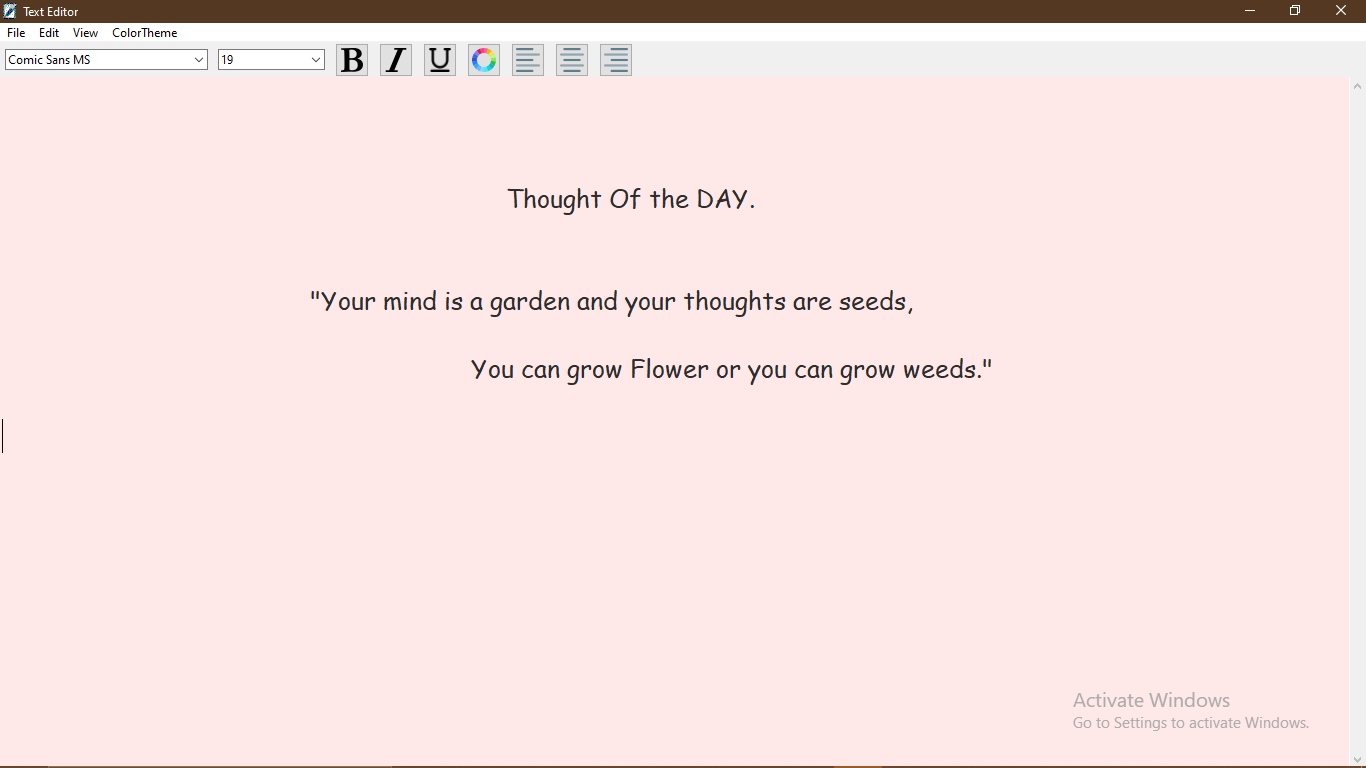 Text Editor
File Edit View ColorTheme
Comic Sans MS 19 B I U
Thought Of the DAY.
"Your mind is a garden and your thoughts are seeds,
You can grow Flower or you can grow weeds."
Activate Windows
Go to Settings to activate Windows.